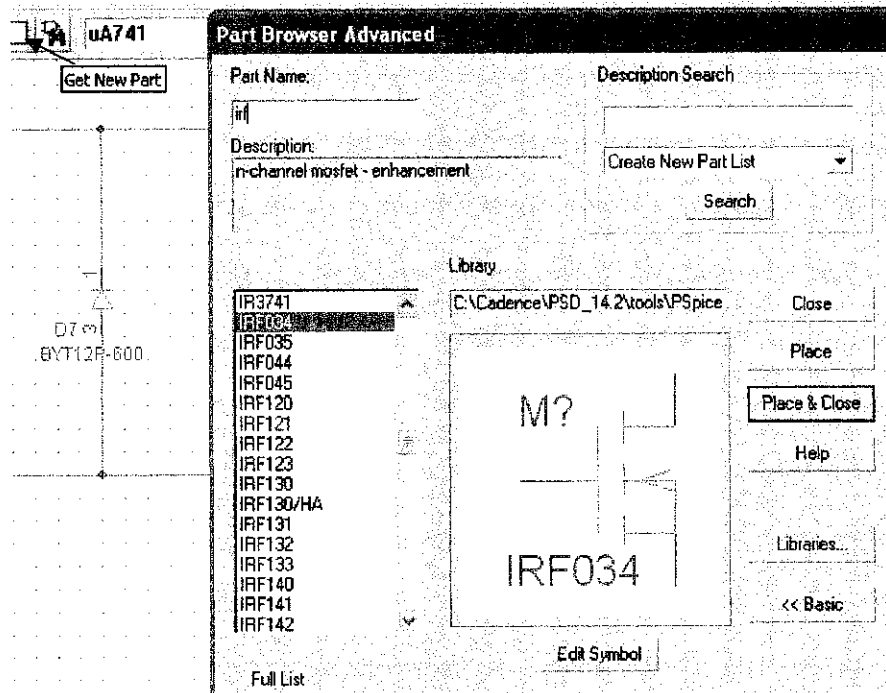 uA741
Get New Part
1
D7 3
BYT12P-600
Part Browser Advanced
Part Name:
irf
Description:
n-channel mosfet - enhancement
Description Search
Create New Part List
Search
Library
C:\Cadence\PSD_14.2\tools\PSpice
IR3741
IRF034
IRF035
IRF044
IRF045
IRF120
IRF121
IRF122
IRF123
IRF130
IRF130/HA
IRF131
IRF132
IRF133
IRF140
IRF141
IRF142
Full List
M?
IRF034
Edit Symbol
Close
Place
Place & Close
Help
Libraries...
<< Basic